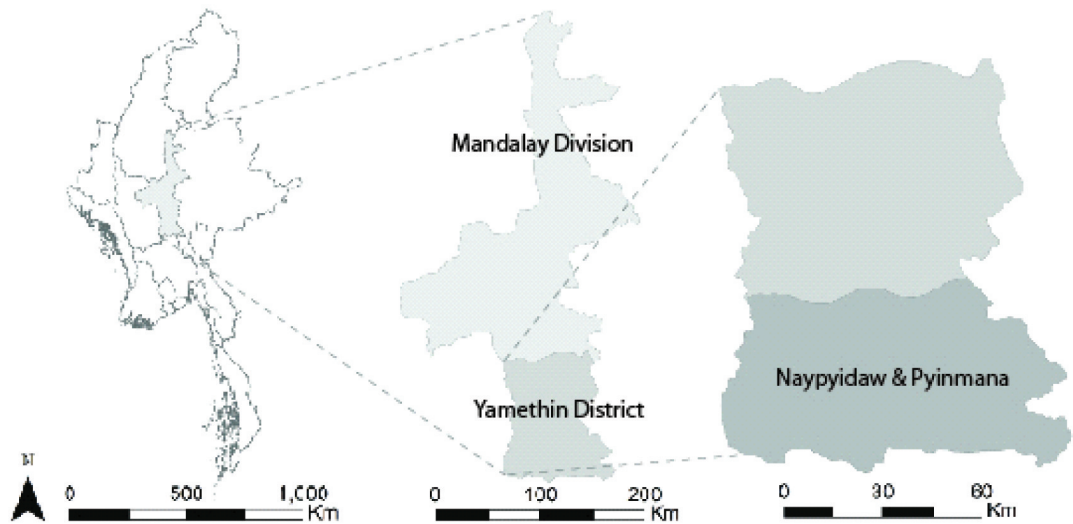 Mandalay Division
Yamethin District
Naypyidaw & Pyinmana
N
0 500 1,000
Km
0 100 200
Km
0 30 60
Km